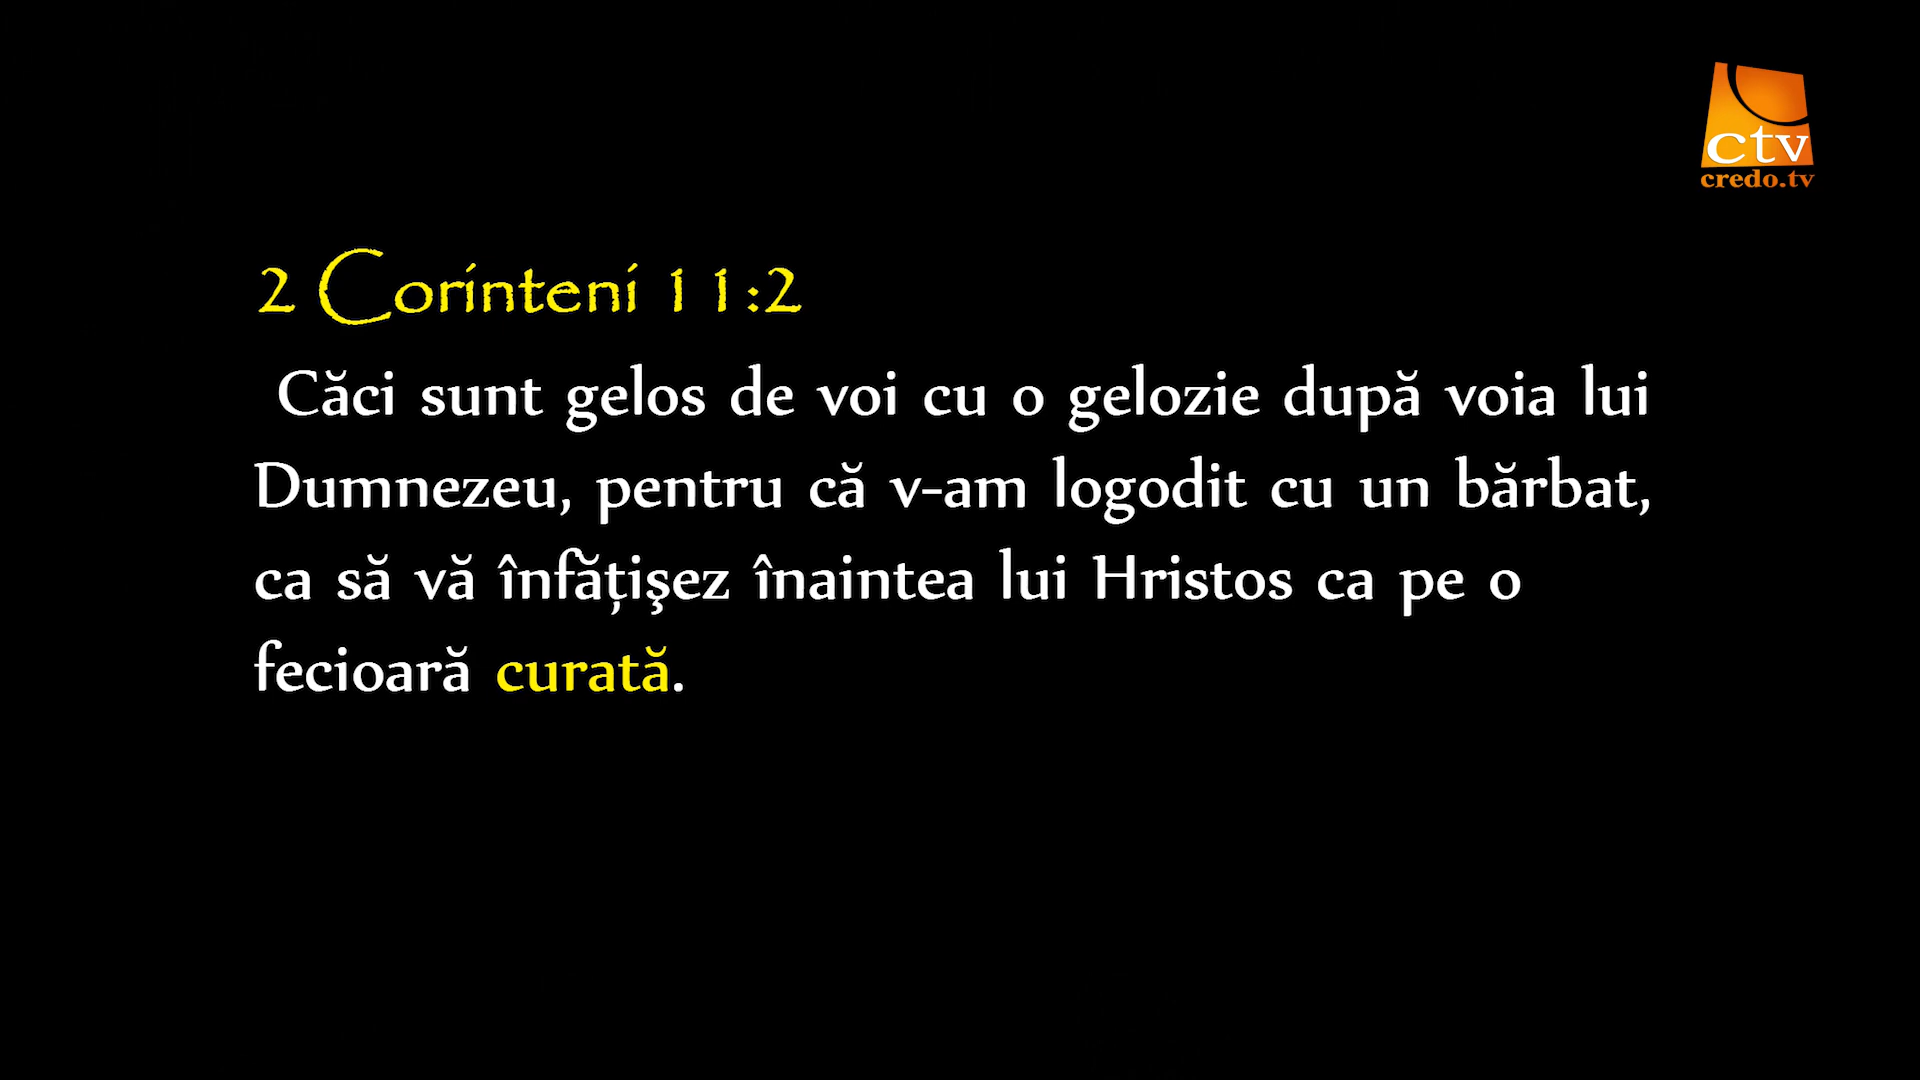 ctv
credo.tv
2 Corinteni 11:2
Căci sunt gelos de voi cu o gelozie după voia lui
Dumnezeu, pentru că v-am logodit cu un bărbat,
ca să vă înfăţişez înaintea lui Hristos ca pe o
fecioară curată.